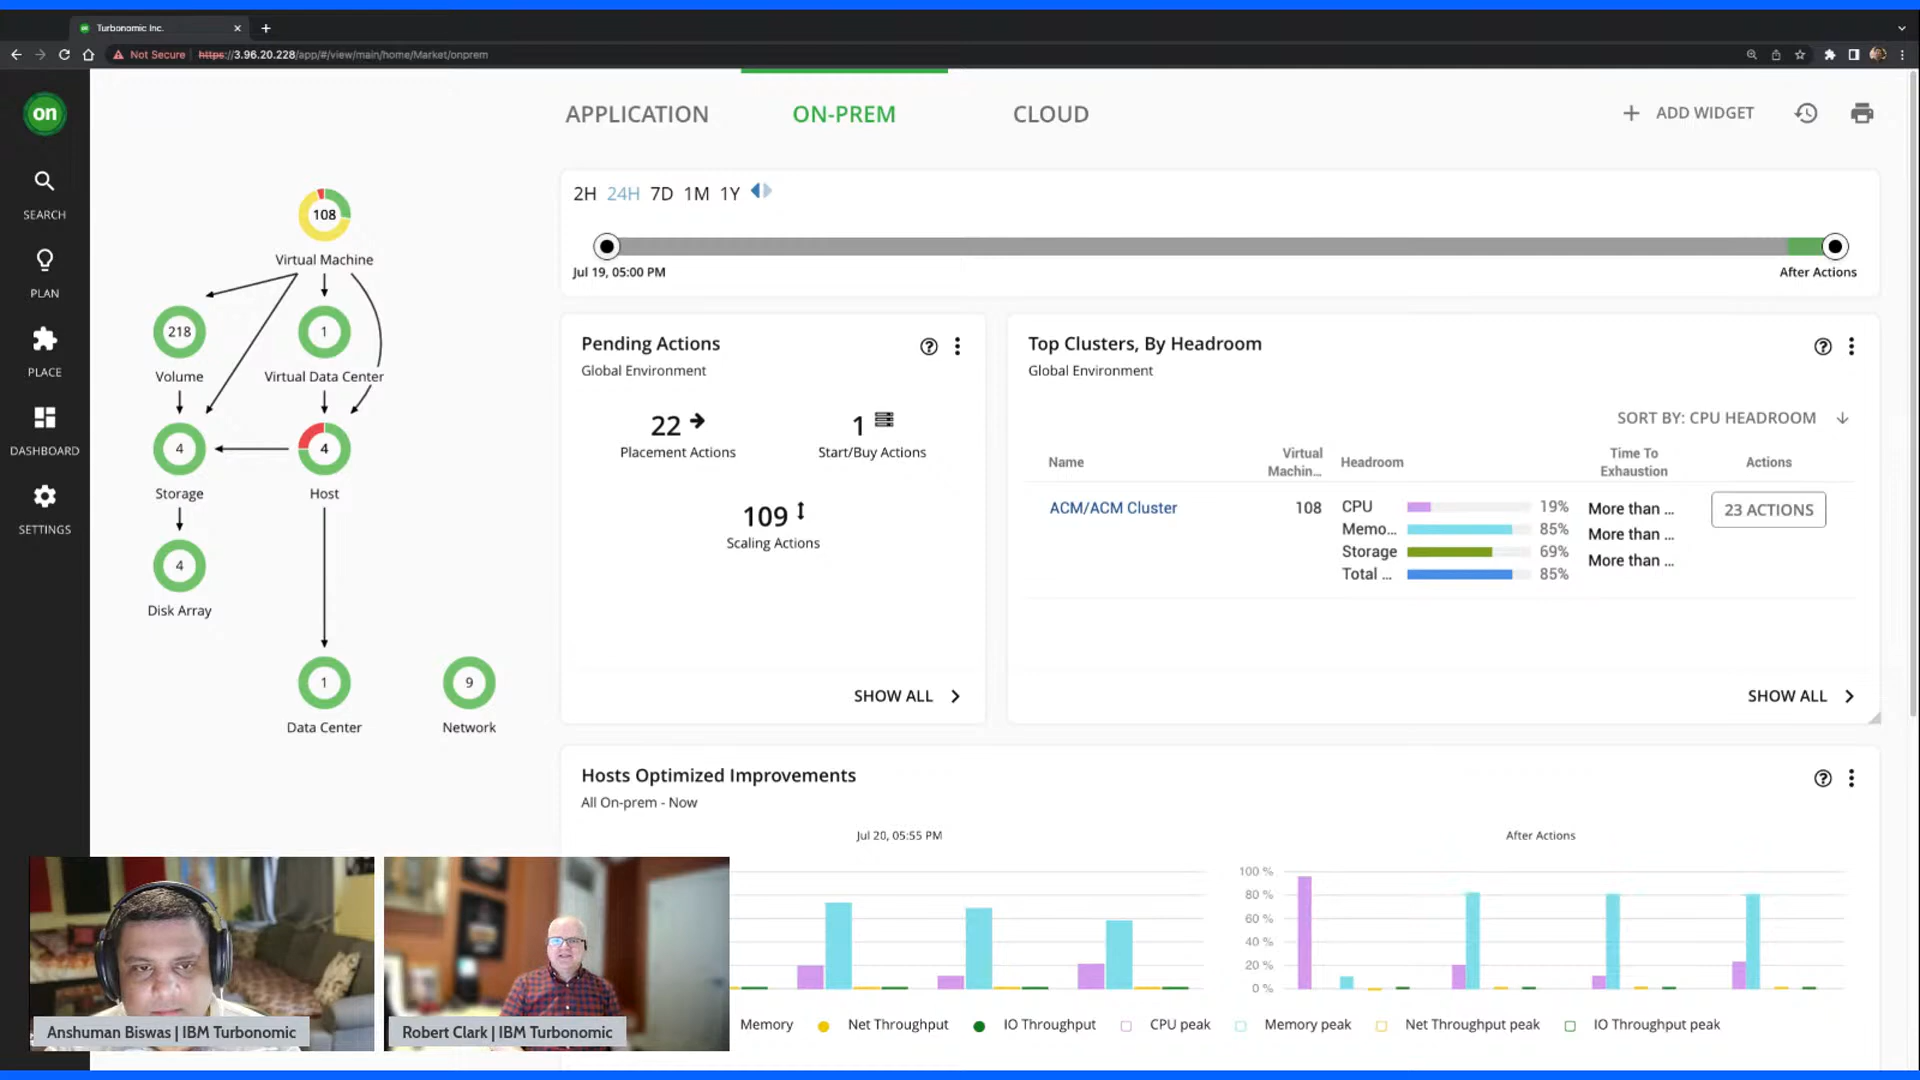 Turbonomic Inc.
Not Secure
https://3.96.20.228/app/#/view/main/home/Market/onprem
on
SEARCH
PLAN
PLACE
DASHBOARD
SETTINGS
108
Virtual Machine
218
1
Volume
Virtual Data Center
4
4
Storage
Host
4
Disk Array
1
9
Data Center
Network
APPLICATION
ON-PREM
CLOUD
ADD WIDGET
2H 24H 7D 1M 1Y
Jul 19, 05:00 PM
After Actions
Pending Actions
Global Environment
22
Placement Actions
1
Start/Buy Actions
109
Scaling Actions
SHOW ALL
Top Clusters, By Headroom
Global Environment
SORT BY: CPU HEADROOM
Name
Virtual Machin...
Headroom
Time To Exhaustion
Actions
ACM/ACM Cluster
108
CPU 19%
Memo... 85%
Storage 69%
Total ... 85%
More than ...
More than ...
More than ...
23 ACTIONS
SHOW ALL
Hosts Optimized Improvements
All On-prem - Now
Jul 20, 05:55 PM
After Actions
100 %
80 %
60 %
40 %
20 %
0 %
Memory
Net Throughput
IO Throughput
CPU peak
Memory peak
Net Throughput peak
IO Throughput peak
Anshuman Biswas | IBM Turbonomic
Robert Clark | IBM Turbonomic